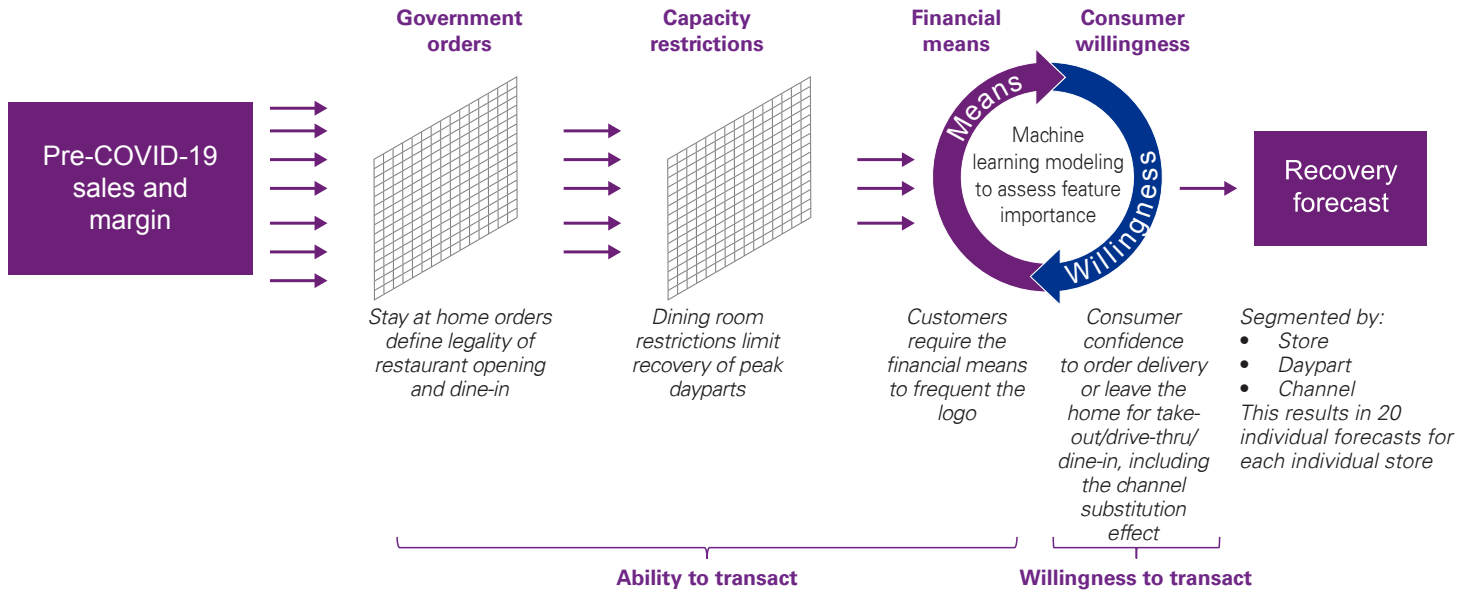 Government
orders
Capacity
restrictions
Financial
means
Consumer
willingness
Pre-COVID-19
sales and
margin
Means
Willingness
Machine
learning modeling
to assess feature
importance
Recovery
forecast
Stay at home orders
define legality of
restaurant opening
and dine-in
Dining room
restrictions limit
recovery of peak
dayparts
Customers
require the
financial means
to frequent the
logo
Consumer
confidence
to order delivery
or leave the
home for take-
out/drive-thru/
dine-in, including
the channel
substitution
effect
Segmented by:
• Store
• Daypart
• Channel
This results in 20
individual forecasts for
each individual store
Ability to transact
Willingness to transact